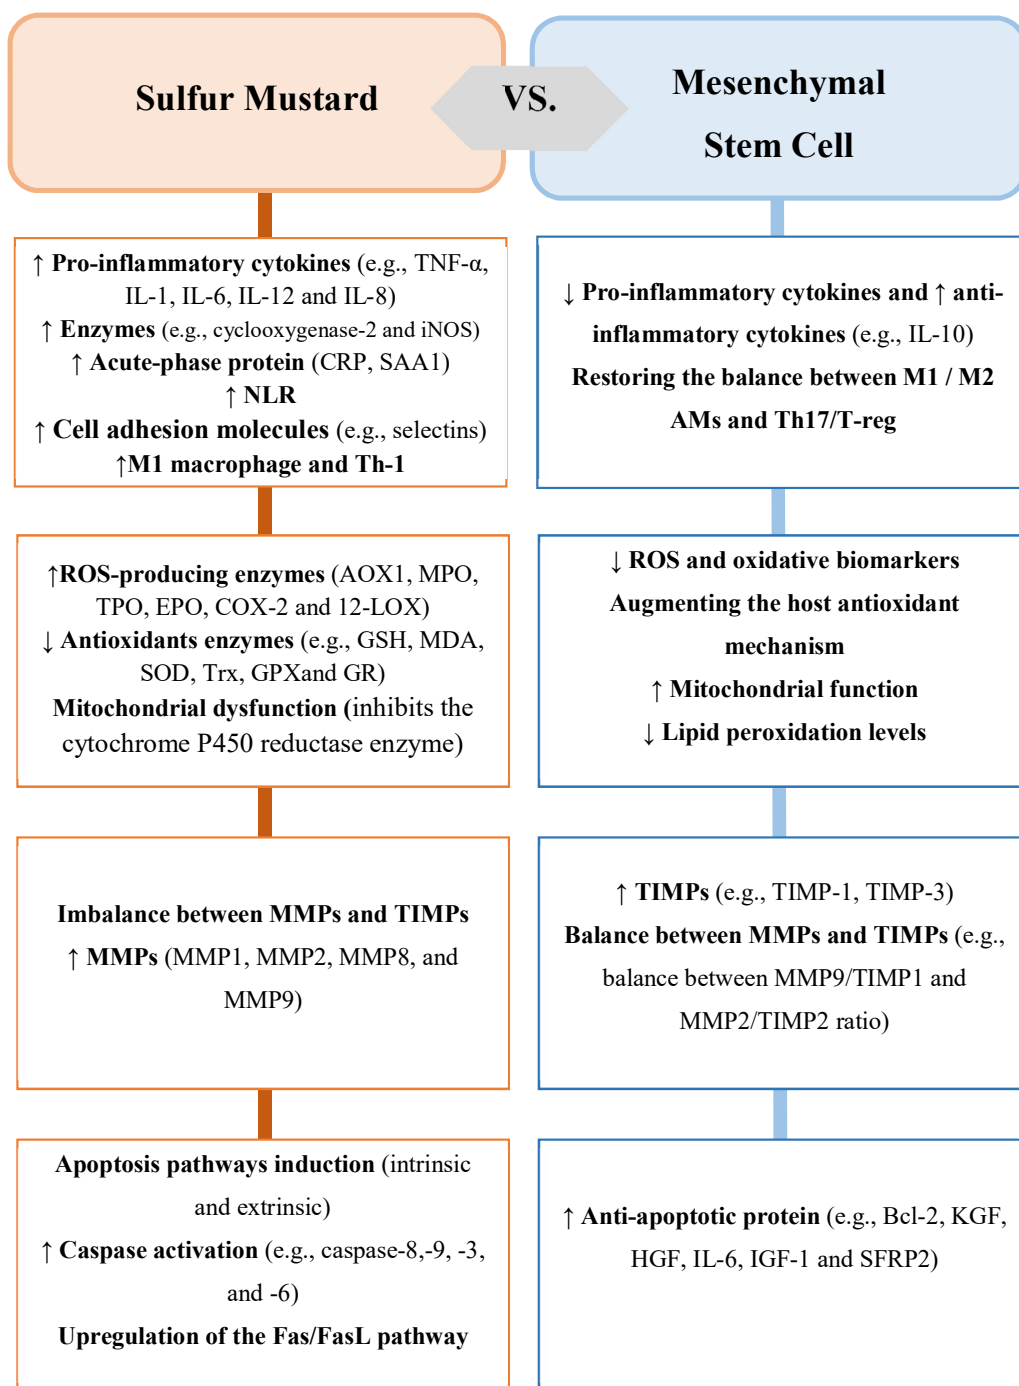 Sulfur Mustard
VS.
Mesenchymal
Stem Cell
↑ Pro-inflammatory cytokines (e.g., TNF-α,
IL-1, IL-6, IL-12 and IL-8)
↑ Enzymes (e.g., cyclooxygenase-2 and iNOS)
↑ Acute-phase protein (CRP, SAA1)
↑ NLR
↑ Cell adhesion molecules (e.g., selectins)
↑M1 macrophage and Th-1
↓ Pro-inflammatory cytokines and ↑ anti-
inflammatory cytokines (e.g., IL-10)
Restoring the balance between M1 / M2
AMs and Th17/T-reg
↑ROS-producing enzymes (AOX1, MPO,
TPO, EPO, COX-2 and 12-LOX)
↓ Antioxidants enzymes (e.g., GSH, MDA,
SOD, Trx, GPXand GR)
Mitochondrial dysfunction (inhibits the
cytochrome P450 reductase enzyme)
↓ ROS and oxidative biomarkers
Augmenting the host antioxidant
mechanism
↑ Mitochondrial function
↓ Lipid peroxidation levels
Imbalance between MMPs and TIMPs
↑ MMPs (MMP1, MMP2, MMP8, and
MMP9)
↑ TIMPs (e.g., TIMP-1, TIMP-3)
Balance between MMPs and TIMPs (e.g.,
balance between MMP9/TIMP1 and
MMP2/TIMP2 ratio)
Apoptosis pathways induction (intrinsic
and extrinsic)
↑ Caspase activation (e.g., caspase-8,-9, -3,
and -6)
Upregulation of the Fas/FasL pathway
↑ Anti-apoptotic protein (e.g., Bcl-2, KGF,
HGF, IL-6, IGF-1 and SFRP2)